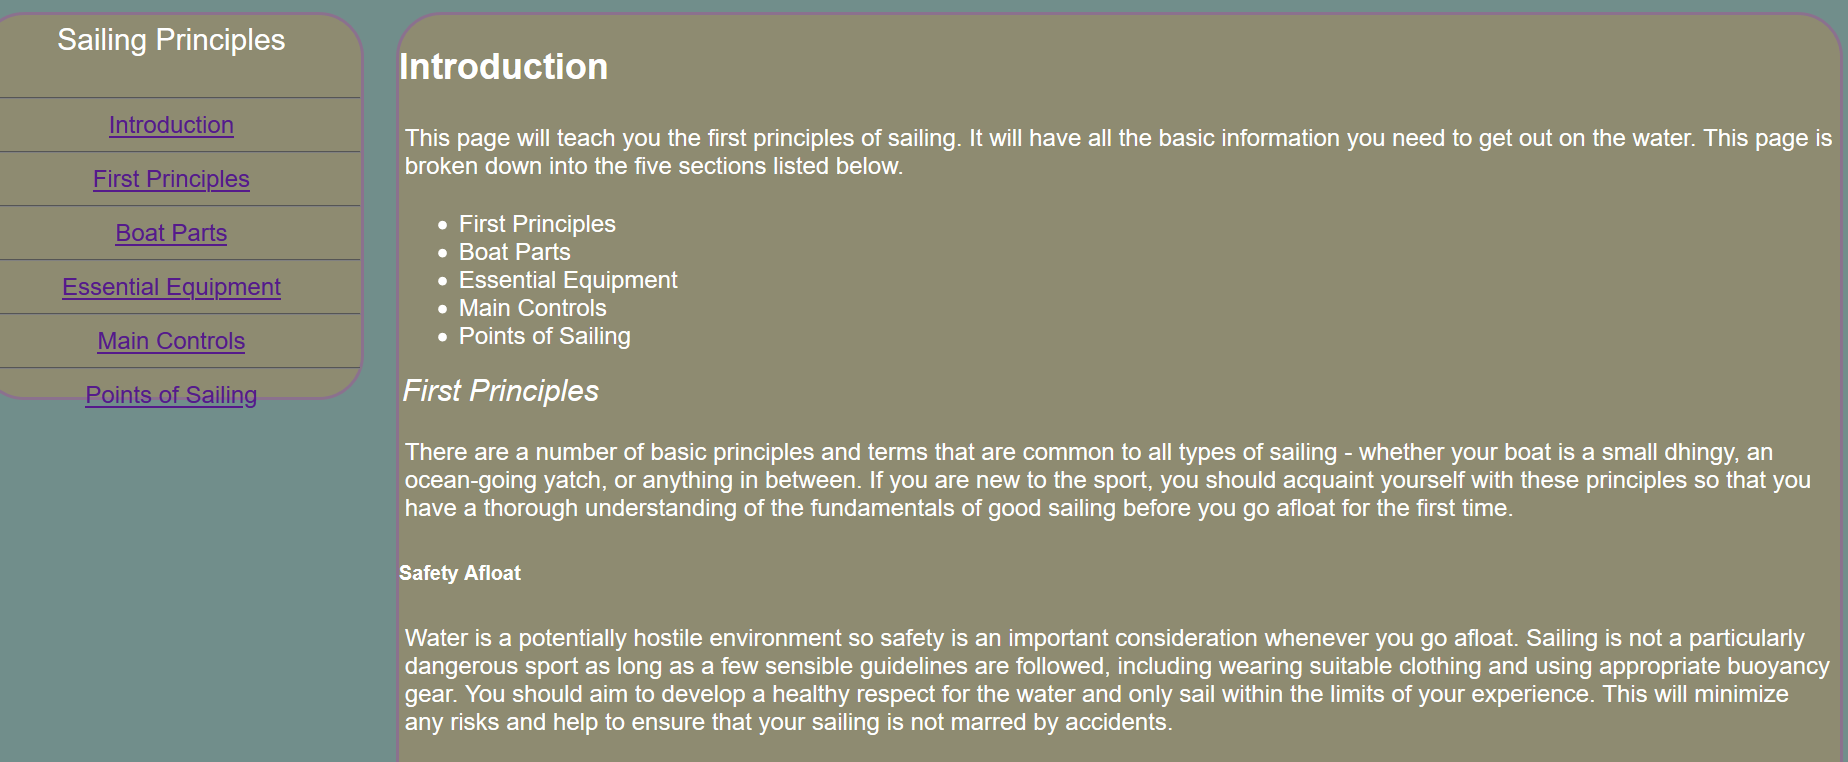 Sailing Principles
Introduction
First Principles
Boat Parts
Essential Equipment
Main Controls
Points of Sailing
Introduction
This page will teach you the first principles of sailing. It will have all the basic information you need to get out on the water. This page is
broken down into the five sections listed below.
First Principles
Boat Parts
Essential Equipment
Main Controls
Points of Sailing
First Principles
There are a number of basic principles and terms that are common to all types of sailing - whether your boat is a small dhingy, an
ocean-going yatch, or anything in between. If you are new to the sport, you should acquaint yourself with these principles so that you
have a thorough understanding of the fundamentals of good sailing before you go afloat for the first time.
Safety Afloat
Water is a potentially hostile environment so safety is an important consideration whenever you go afloat. Sailing is not a particularly
dangerous sport as long as a few sensible guidelines are followed, including wearing suitable clothing and using appropriate buoyancy
gear. You should aim to develop a healthy respect for the water and only sail within the limits of your experience. This will minimize
any risks and help to ensure that your sailing is not marred by accidents.